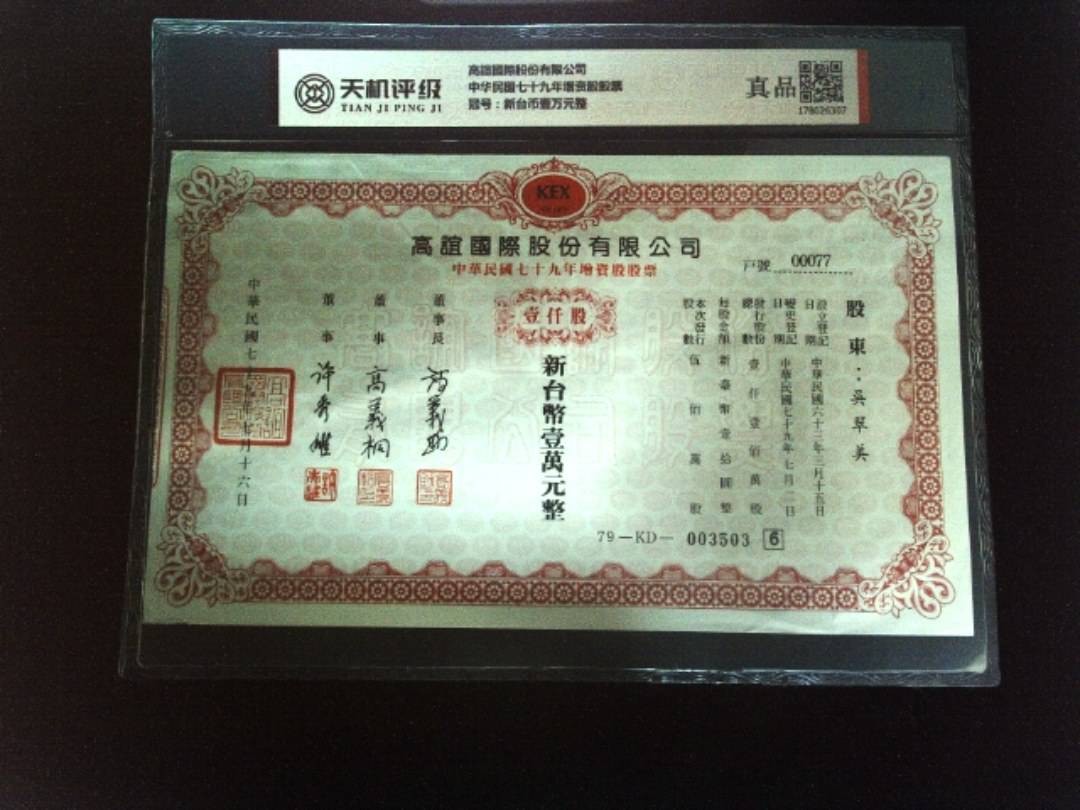 天机评级
TIAN JI PING JI
高誼國際股份有限公司
中华民國七十九年增资股股票
冠号：新台币壹万元整
真品
178626307
KEX
高誼國際股份有限公司
中華民國七十九年增資股股票
戶號 00077
壹仟股
股東：吳翠英
設立登記日期 中華民國六十三年三月十五日
變更登記日期 中華民國七十九年七月二日
發行股份總數 壹仟壹佰萬股
每股金額 新臺幣壹拾圓整
本次發行股數 伍佰萬股
新台幣壹萬元整
董事長
董事 高義桐
董事 許秀
中華民國七十九年七月十六日
79—KD— 003503 6